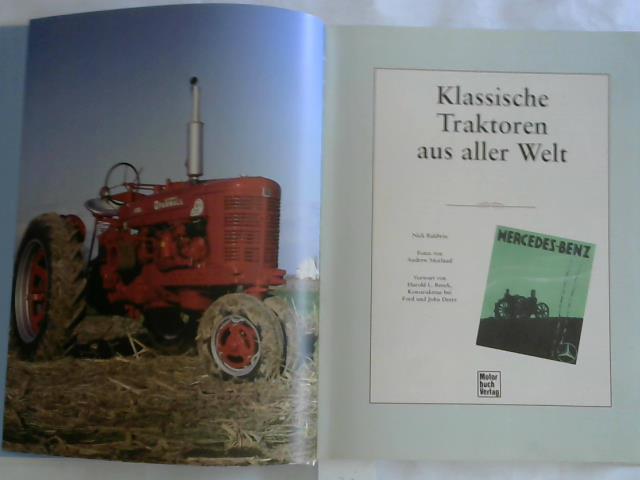 FARMALL
Klassische
Traktoren
aus aller Welt
Nick Baldwin
Fotos von
Andrew Morland
Vorwort von
Harold L. Brock,
Konstrukteur bei
Ford und John Deere
MERCEDES-BENZ
Motor
buch
Verlag